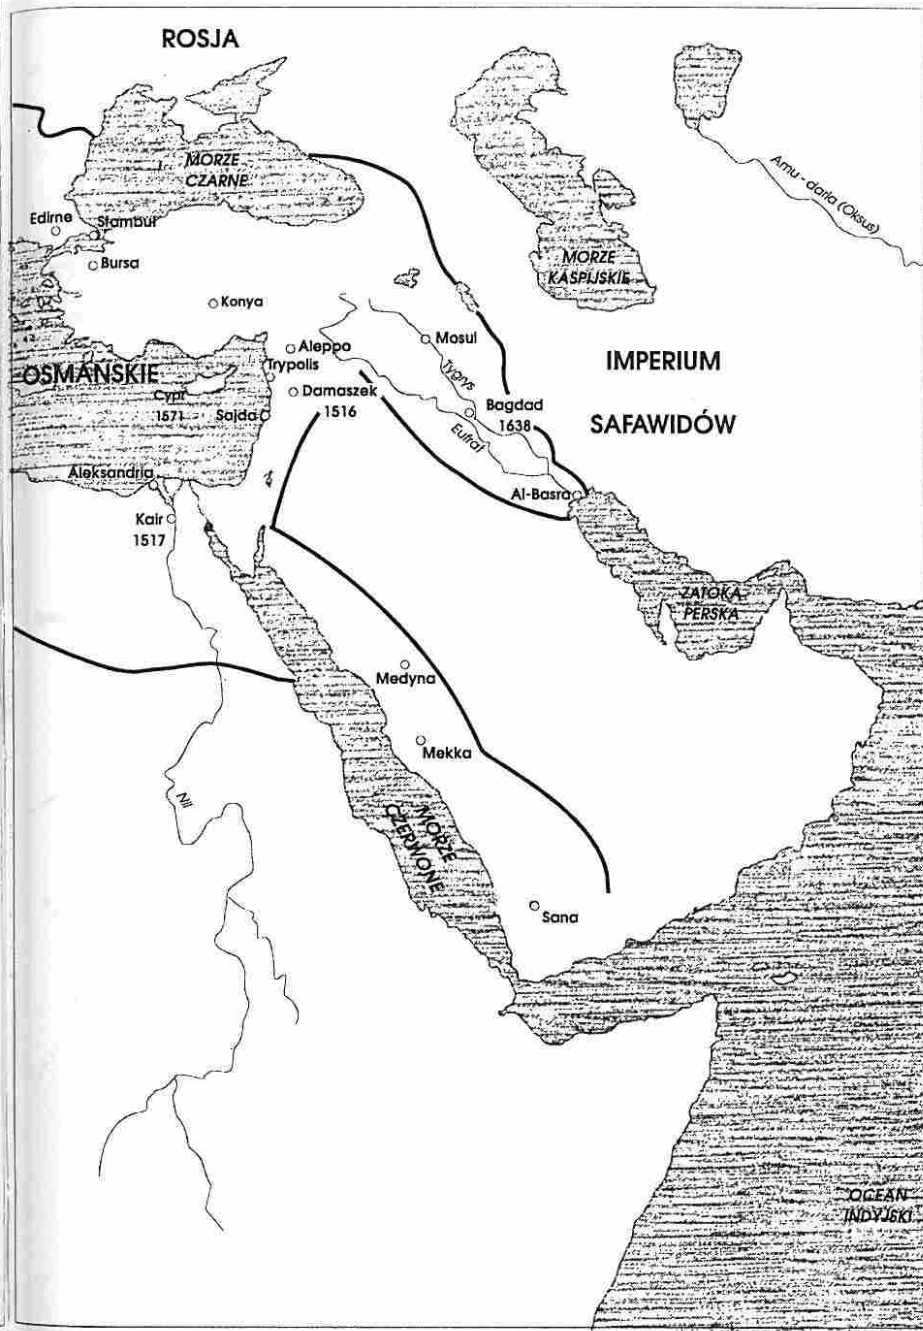 ROSJA
MORZE
CZARNE
Amu - daria (Oksus)
Edirne
Stambuł
Bursa
MORZE
KASPIJSKIE
Konya
Mosul
Aleppo
IMPERIUM
Trypolis
OSMAŃSKIE
Tygrys
Cypr
1571
Damaszek
1516
Bagdad
1638
SAFAWIDÓW
Sajda
Eufrat
Aleksandria
Al-Basra
Kair
1517
ZATOKA
PERSKA
Medyna
Mekka
Nil
MORZE
CZERWONE
Sana
OCEAN
INDYJSKI